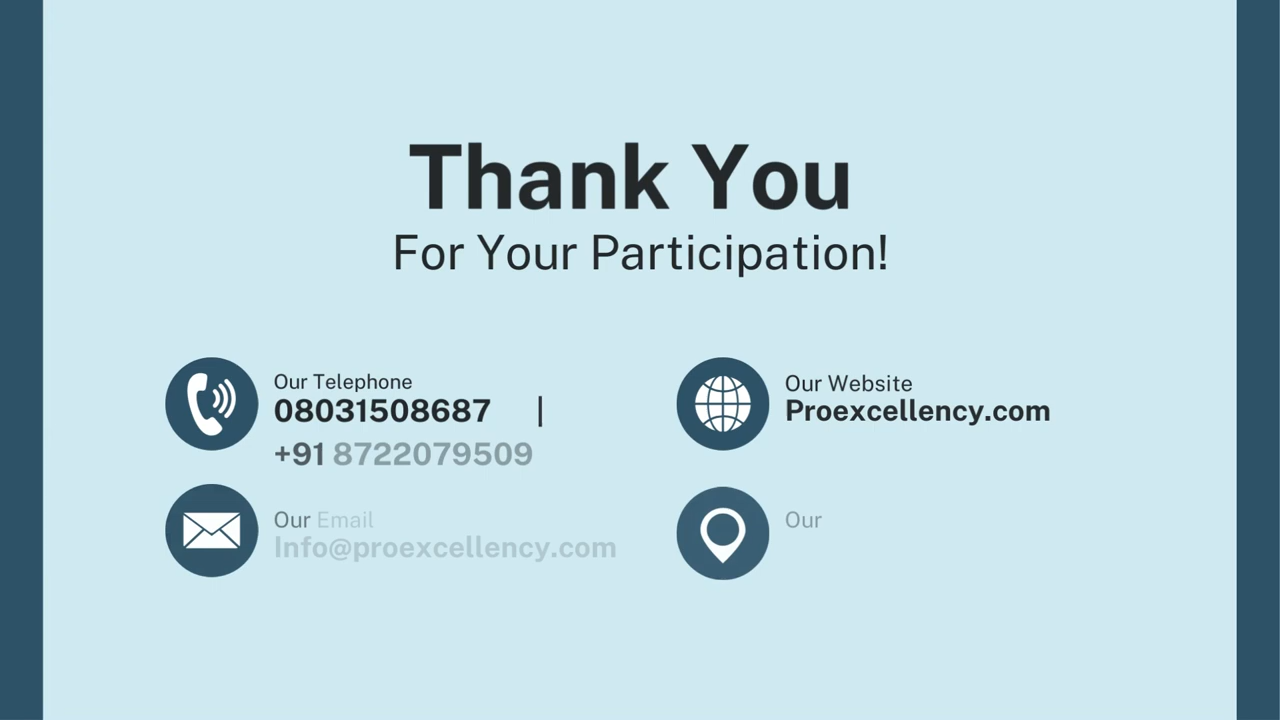 Thank You
For Your Participation!
Our Telephone
08031508687 |
+91 8722079509
Our Website
Proexcellency.com
Our Email
Info@proexcellency.com
Our